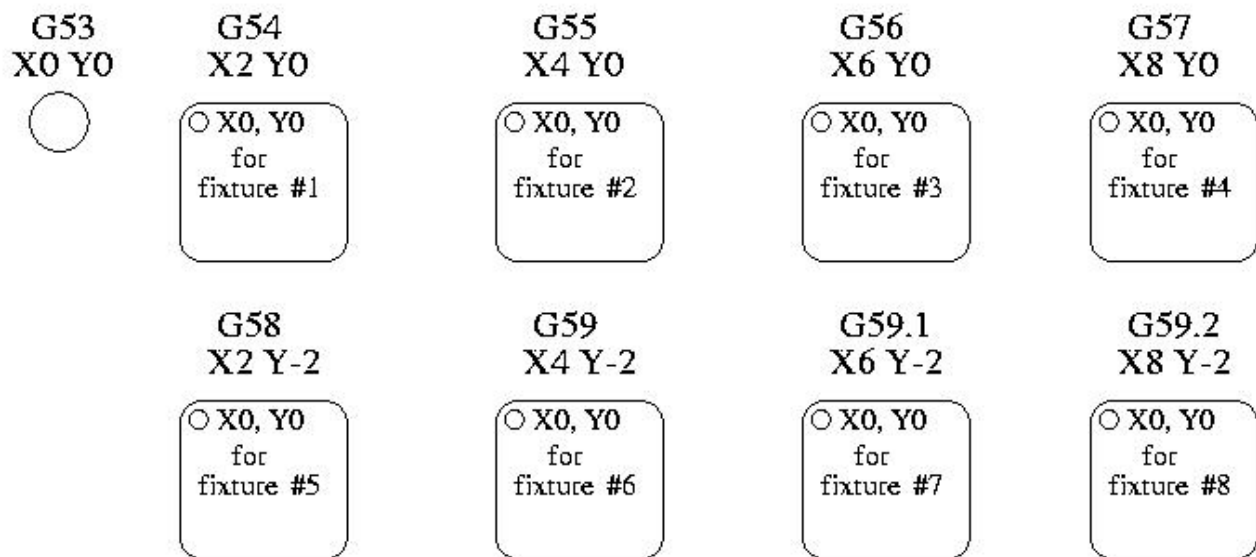 G53
X0 Y0
G54
X2 Y0
X0, Y0
for
fixture #1
G55
X4 Y0
X0, Y0
for
fixture #2
G56
X6 Y0
X0, Y0
for
fixture #3
G57
X8 Y0
X0, Y0
for
fixture #4
G58
X2 Y-2
X0, Y0
for
fixture #5
G59
X4 Y-2
X0, Y0
for
fixture #6
G59.1
X6 Y-2
X0, Y0
for
fixture #7
G59.2
X8 Y-2
X0, Y0
for
fixture #8